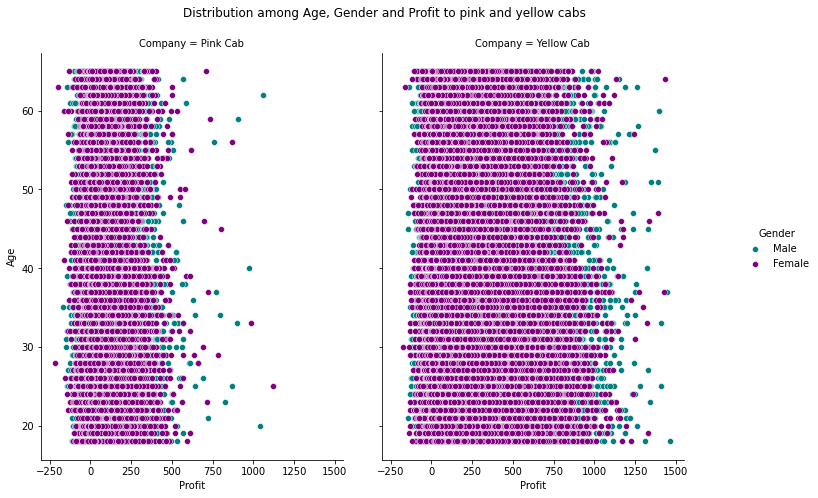 Distribution among Age, Gender and Profit to pink and yellow cabs
Company = Pink Cab
Company = Yellow Cab
60
50
40
30
20
Age
Gender
Male
Female
−250 0 250 500 750 1000 1250 1500
−250 0 250 500 750 1000 1250 1500
Profit
Profit